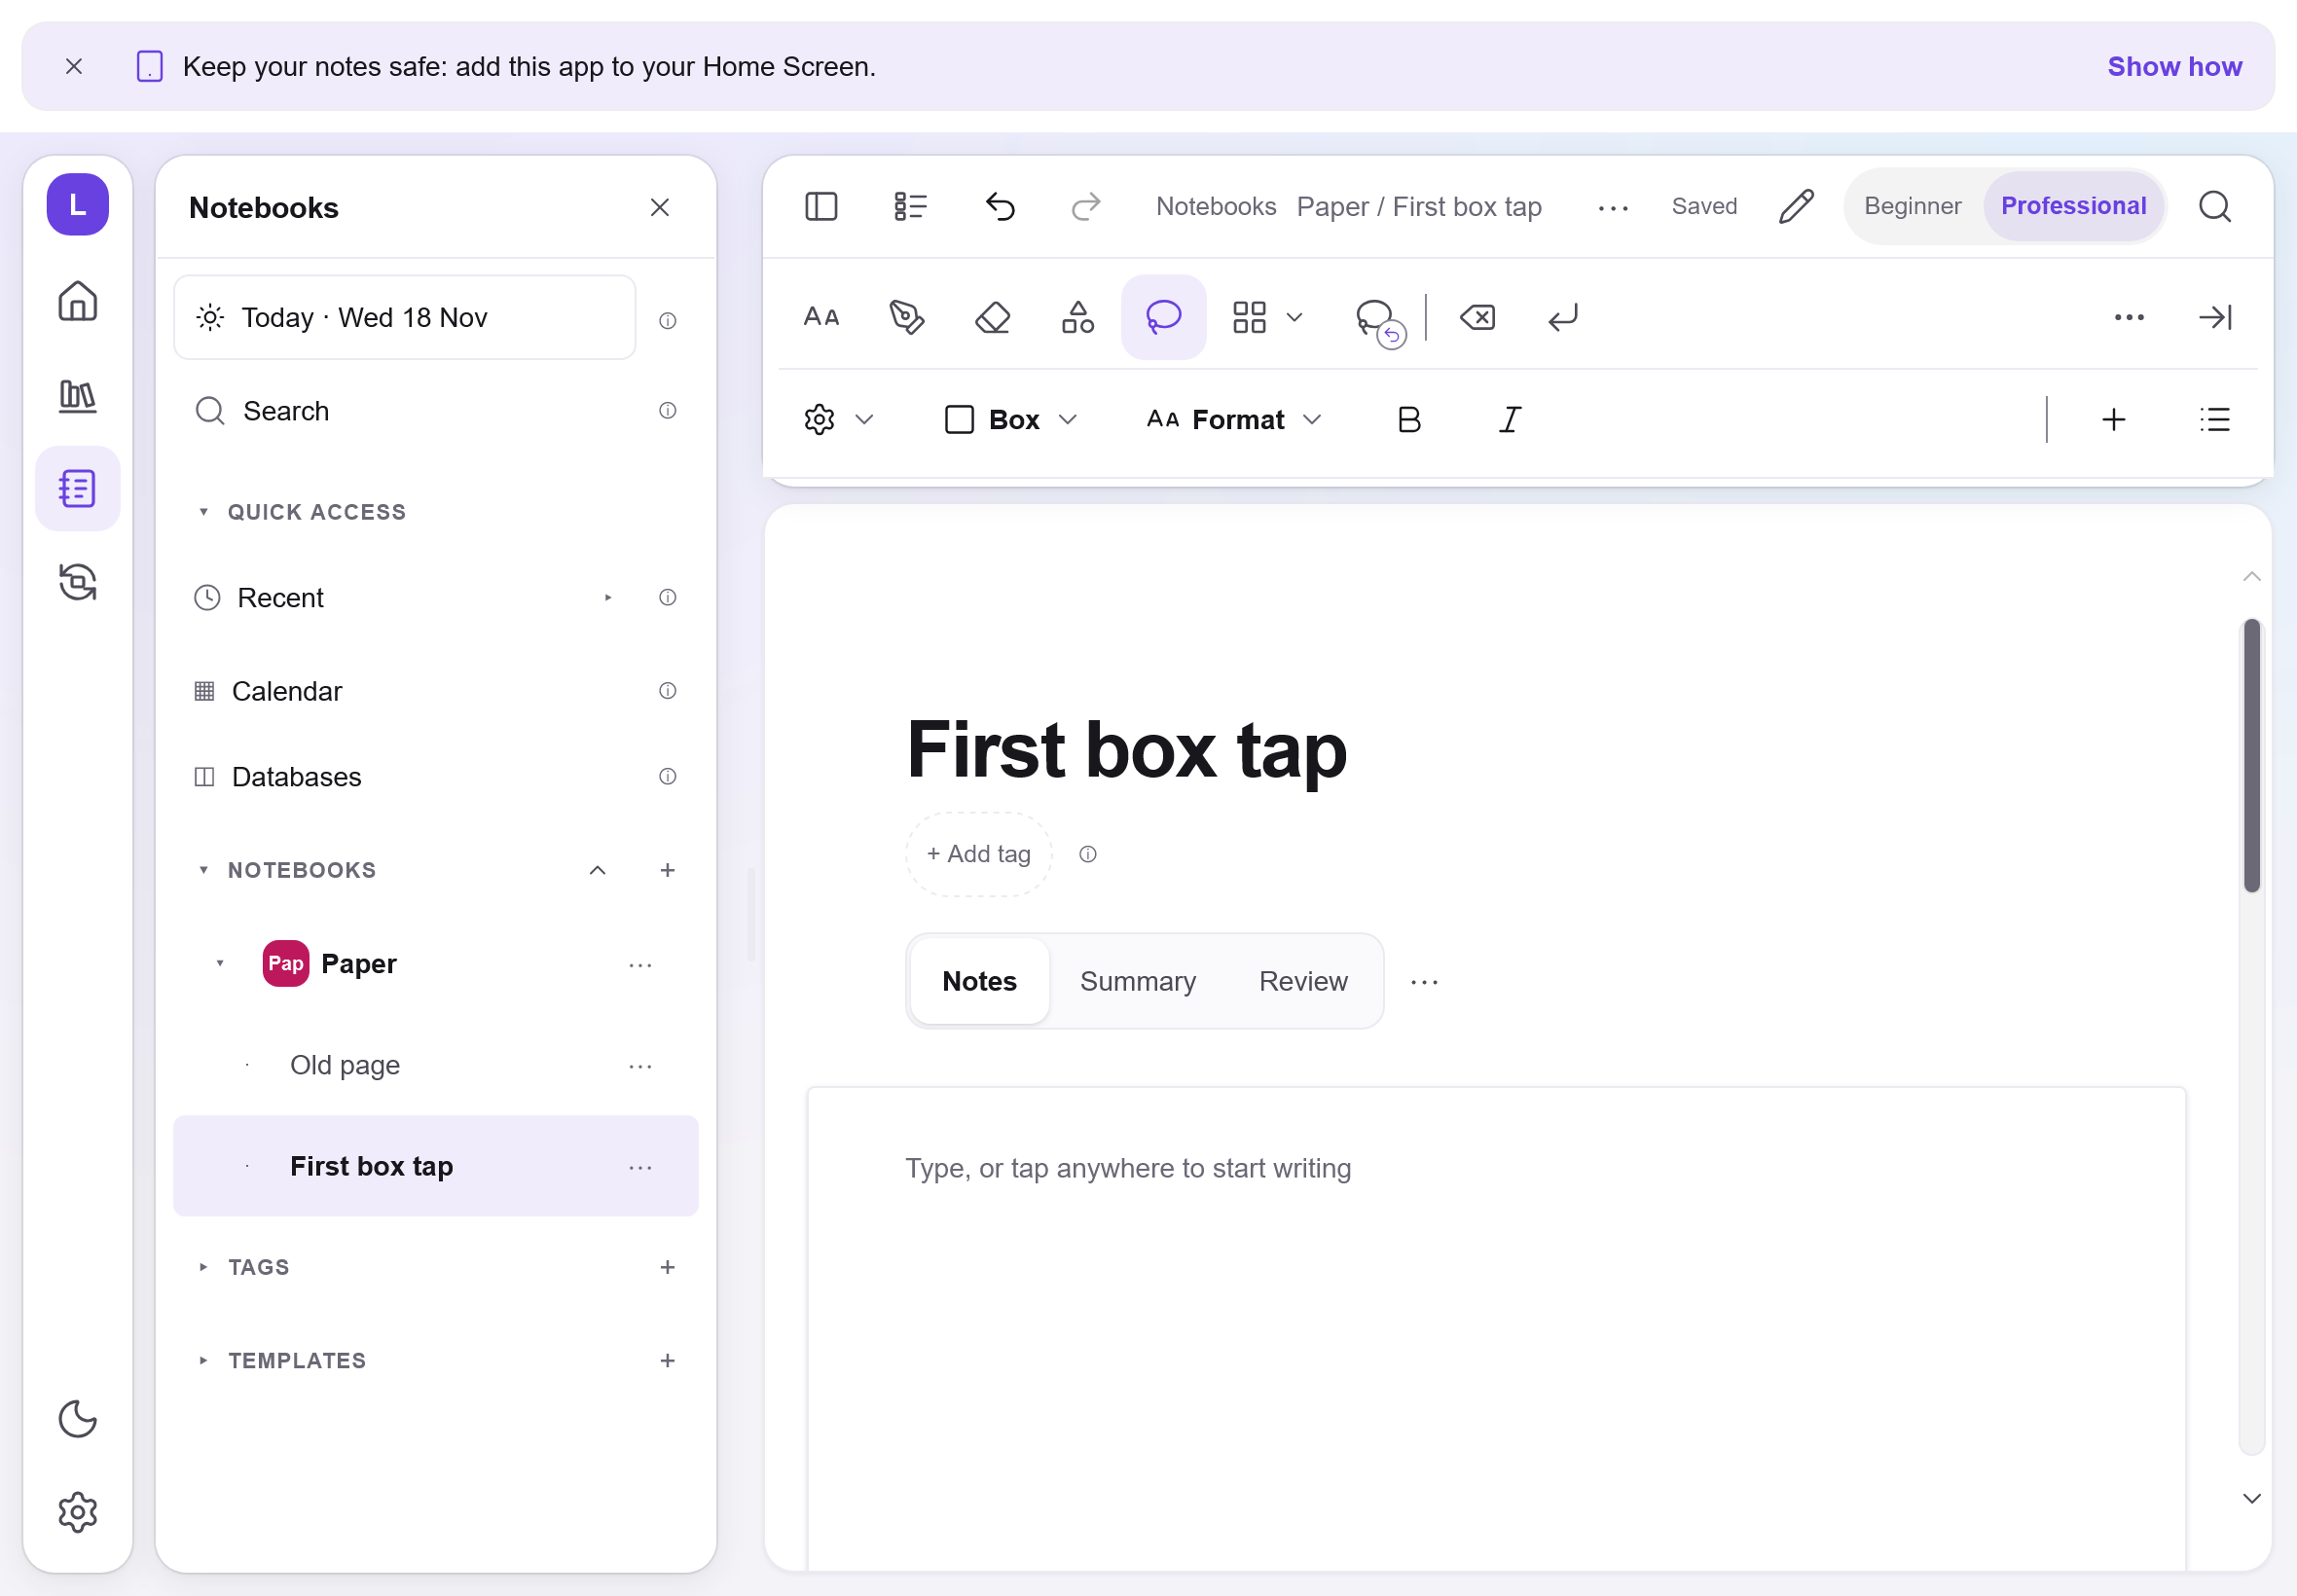 Keep your notes safe: add this app to your Home Screen.
Show how
L
Notebooks
Today · Wed 18 Nov
Search
QUICK ACCESS
Recent
Calendar
Databases
NOTEBOOKS
Pap Paper
Old page
First box tap
TAGS
TEMPLATES
Notebooks Paper / First box tap
Saved
Beginner Professional
Box
AA Format
B I
First box tap
+ Add tag
Notes Summary Review
Type, or tap anywhere to start writing